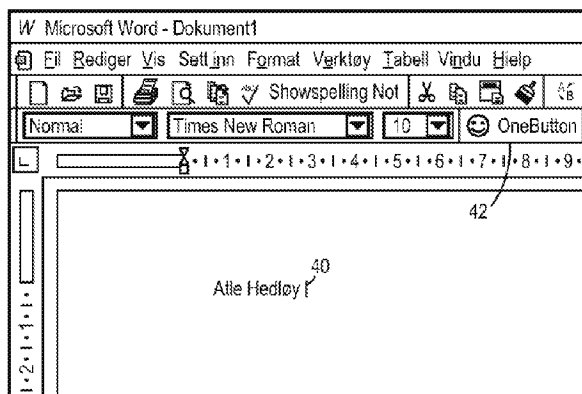 W Microsoft Word - Dokument1
Fil Rediger Vis Sett inn Format Verktøy Tabell Vindu Hielp
Showspelling Not
Normal Times New Roman 10 OneButton
1 2 3 4 5 6 7 8 9
42
40
Atle Hedløy
1
2